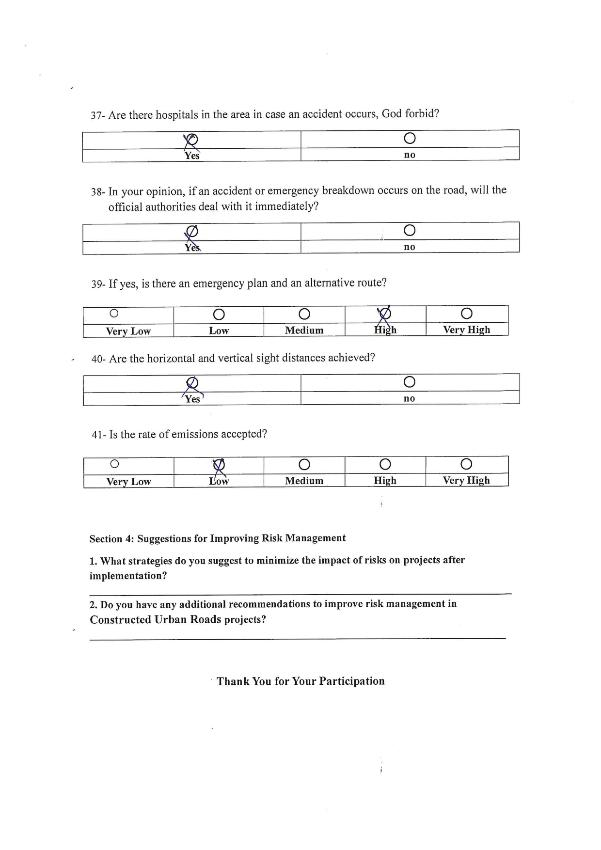 37- Are there hospitals in the area in case an accident occurs, God forbid?
Yes no
38- In your opinion, if an accident or emergency breakdown occurs on the road, will the
official authorities deal with it immediately?
Yes no
39- If yes, is there an emergency plan and an alternative route?
Very Low Low Medium High Very High
40- Are the horizontal and vertical sight distances achieved?
Yes no
41- Is the rate of emissions accepted?
Very Low Low Medium High Very High
Section 4: Suggestions for Improving Risk Management
1. What strategies do you suggest to minimize the impact of risks on projects after
implementation?
2. Do you have any additional recommendations to improve risk management in
Constructed Urban Roads projects?
Thank You for Your Participation